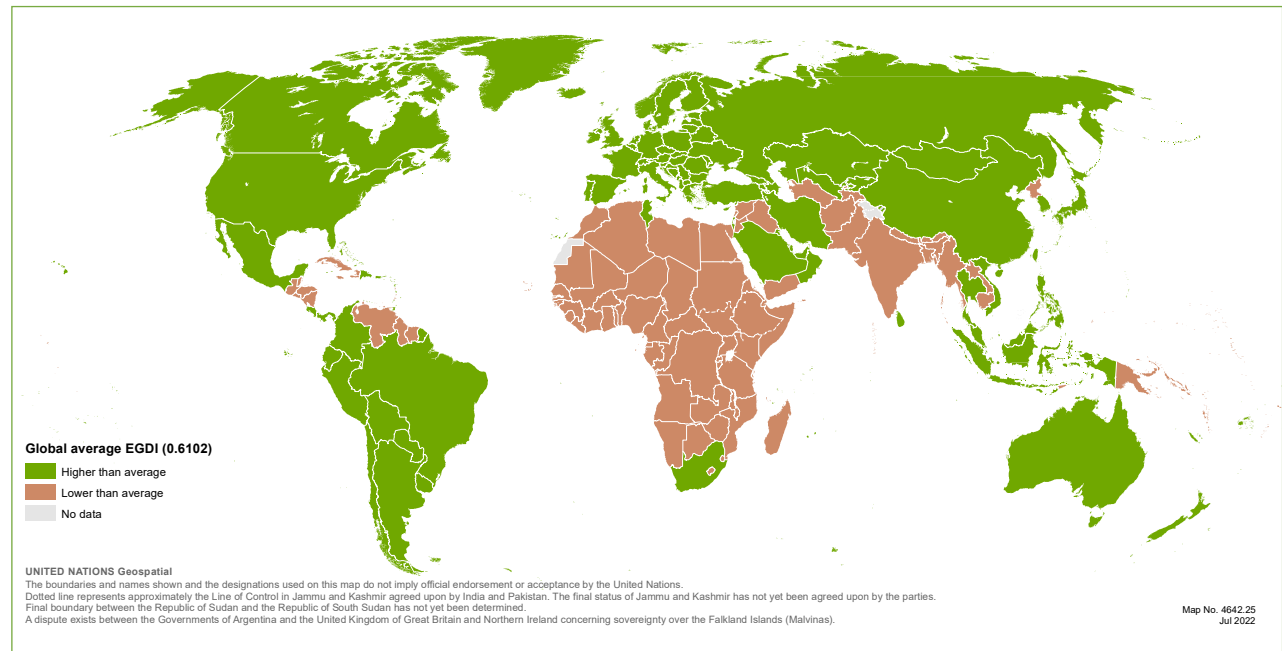 Global average EGDI (0.6102)
Higher than average
Lower than average
No data
UNITED NATIONS Geospatial
The boundaries and names shown and the designations used on this map do not imply official endorsement or acceptance by the United Nations.
Dotted line represents approximately the Line of Control in Jammu and Kashmir agreed upon by India and Pakistan. The final status of Jammu and Kashmir has not yet been agreed upon by the parties.
Final boundary between the Republic of Sudan and the Republic of South Sudan has not yet been determined.
A dispute exists between the Governments of Argentina and the United Kingdom of Great Britain and Northern Ireland concerning sovereignty over the Falkland Islands (Malvinas).
Map No. 4642.25
Jul 2022